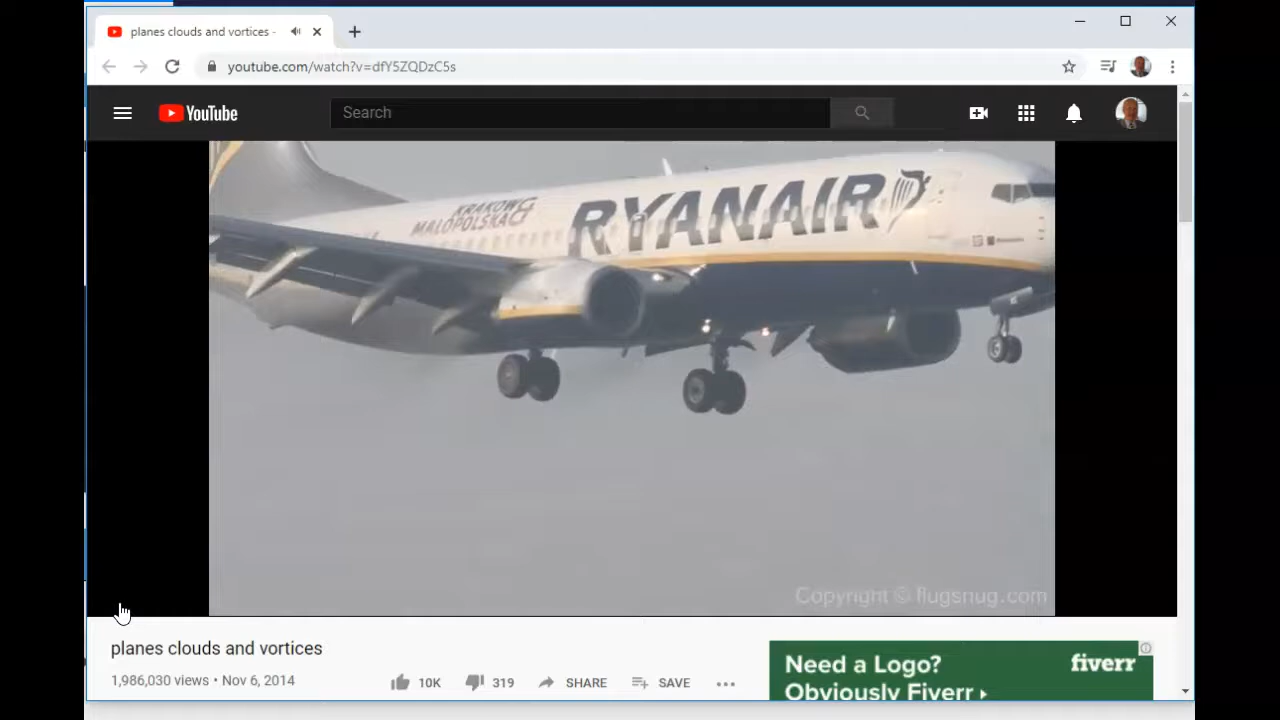 planes clouds and vortices -
youtube.com/watch?v=dfY5ZQDzC5s
YouTube
Search
KRAKOW
MALOPOLSKA
RYANAIR
Copyright © flugsnug.com
planes clouds and vortices
1,986,030 views • Nov 6, 2014
10K
319
SHARE
SAVE
Need a Logo?
fiverr
Obviously Fiverr